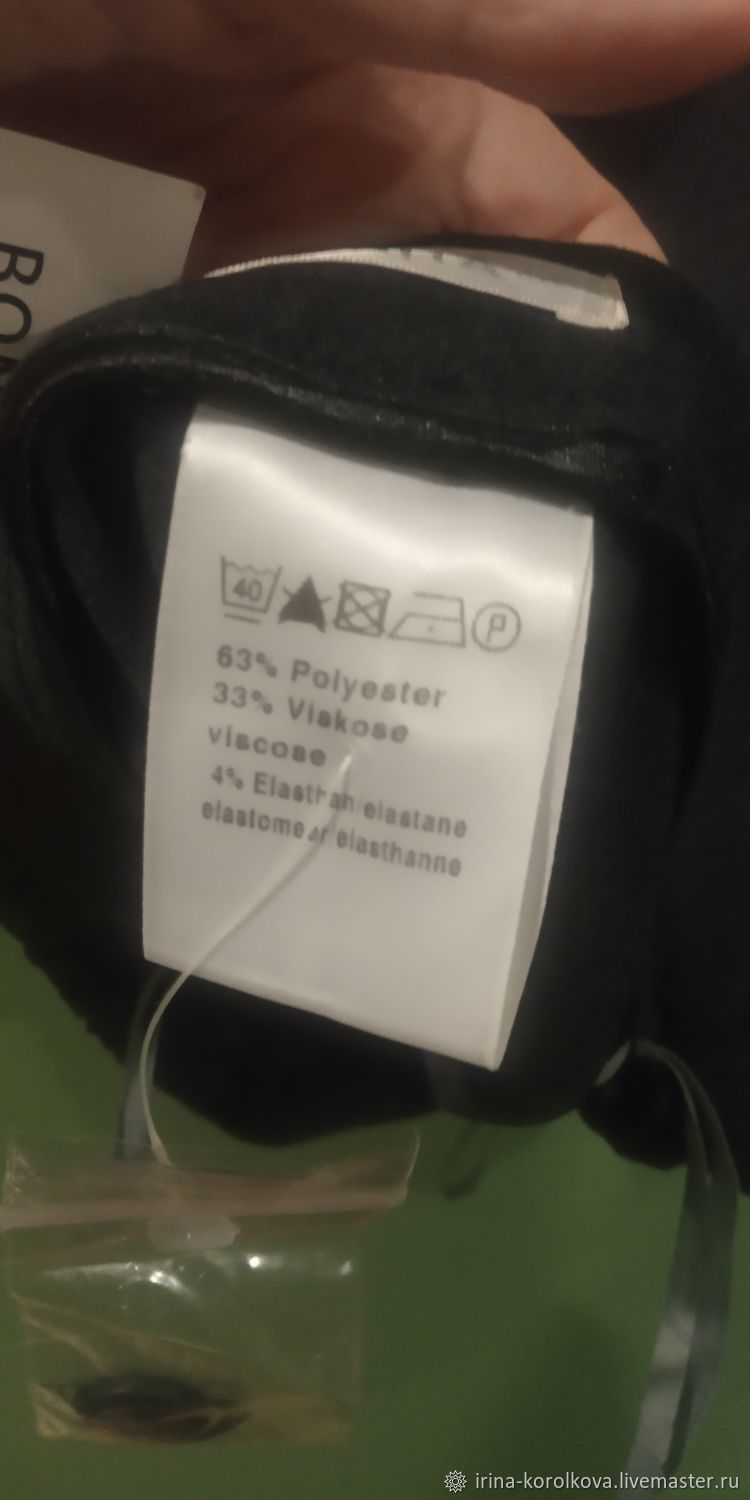 40
P
63% Polyester
33% Viskose
viscose
4% Elasthan elastane
elastomeer elasthanne
irina-korolkova.livemaster.ru